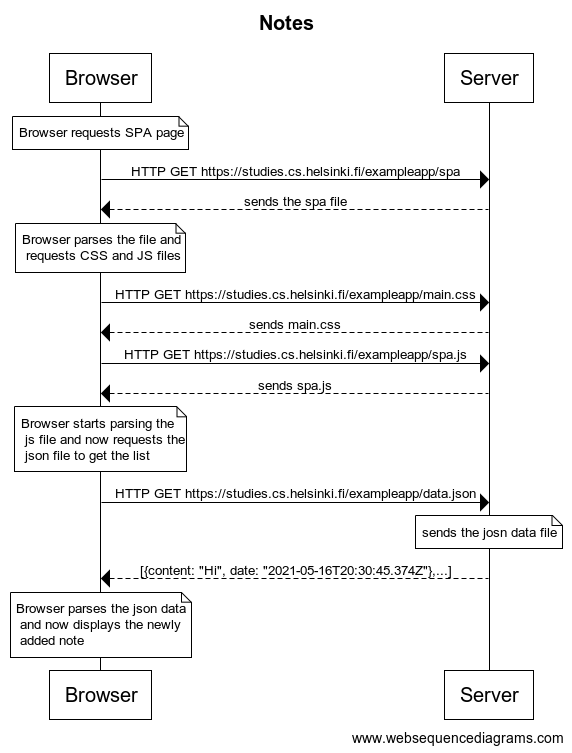 Notes
Browser
Server
Browser requests SPA page
HTTP GET https://studies.cs.helsinki.fi/exampleapp/spa
sends the spa file
Browser parses the file and
requests CSS and JS files
HTTP GET https://studies.cs.helsinki.fi/exampleapp/main.css
sends main.css
HTTP GET https://studies.cs.helsinki.fi/exampleapp/spa.js
sends spa.js
Browser starts parsing the
js file and now requests the
json file to get the list
HTTP GET https://studies.cs.helsinki.fi/exampleapp/data.json
sends the josn data file
[{content: "Hi", date: "2021-05-16T20:30:45.374Z"},...]
Browser parses the json data
and now displays the newly
added note
Browser
Server
www.websequencediagrams.com